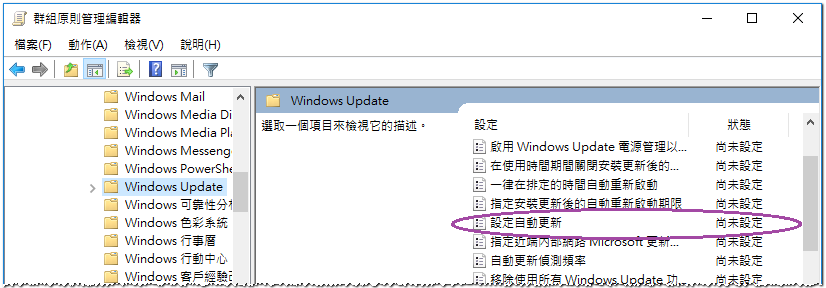 群組原則管理編輯器
檔案(F) 動作(A) 檢視(V) 說明(H)
Windows Mail
Windows Media Di
Windows Media Pla
Windows Messenge
Windows PowerShe
Windows Update
Windows 可靠性分析
Windows 色彩系統
Windows 行事曆
Windows 行動中心
Windows 客戶經驗改
Windows Update
選取一個項目來檢視它的描述。
設定 狀態
啟用 Windows Update 電源管理以... 尚未設定
在使用時間期間關閉安裝更新後的... 尚未設定
一律在排定的時間自動重新啟動 尚未設定
指定安裝更新後的自動重新啟動期限 尚未設定
設定自動更新 尚未設定
指定近端內部網路 Microsoft 更新... 尚未設定
自動更新偵測頻率 尚未設定
移除使用所有 Windows Update 功... 尚未設定